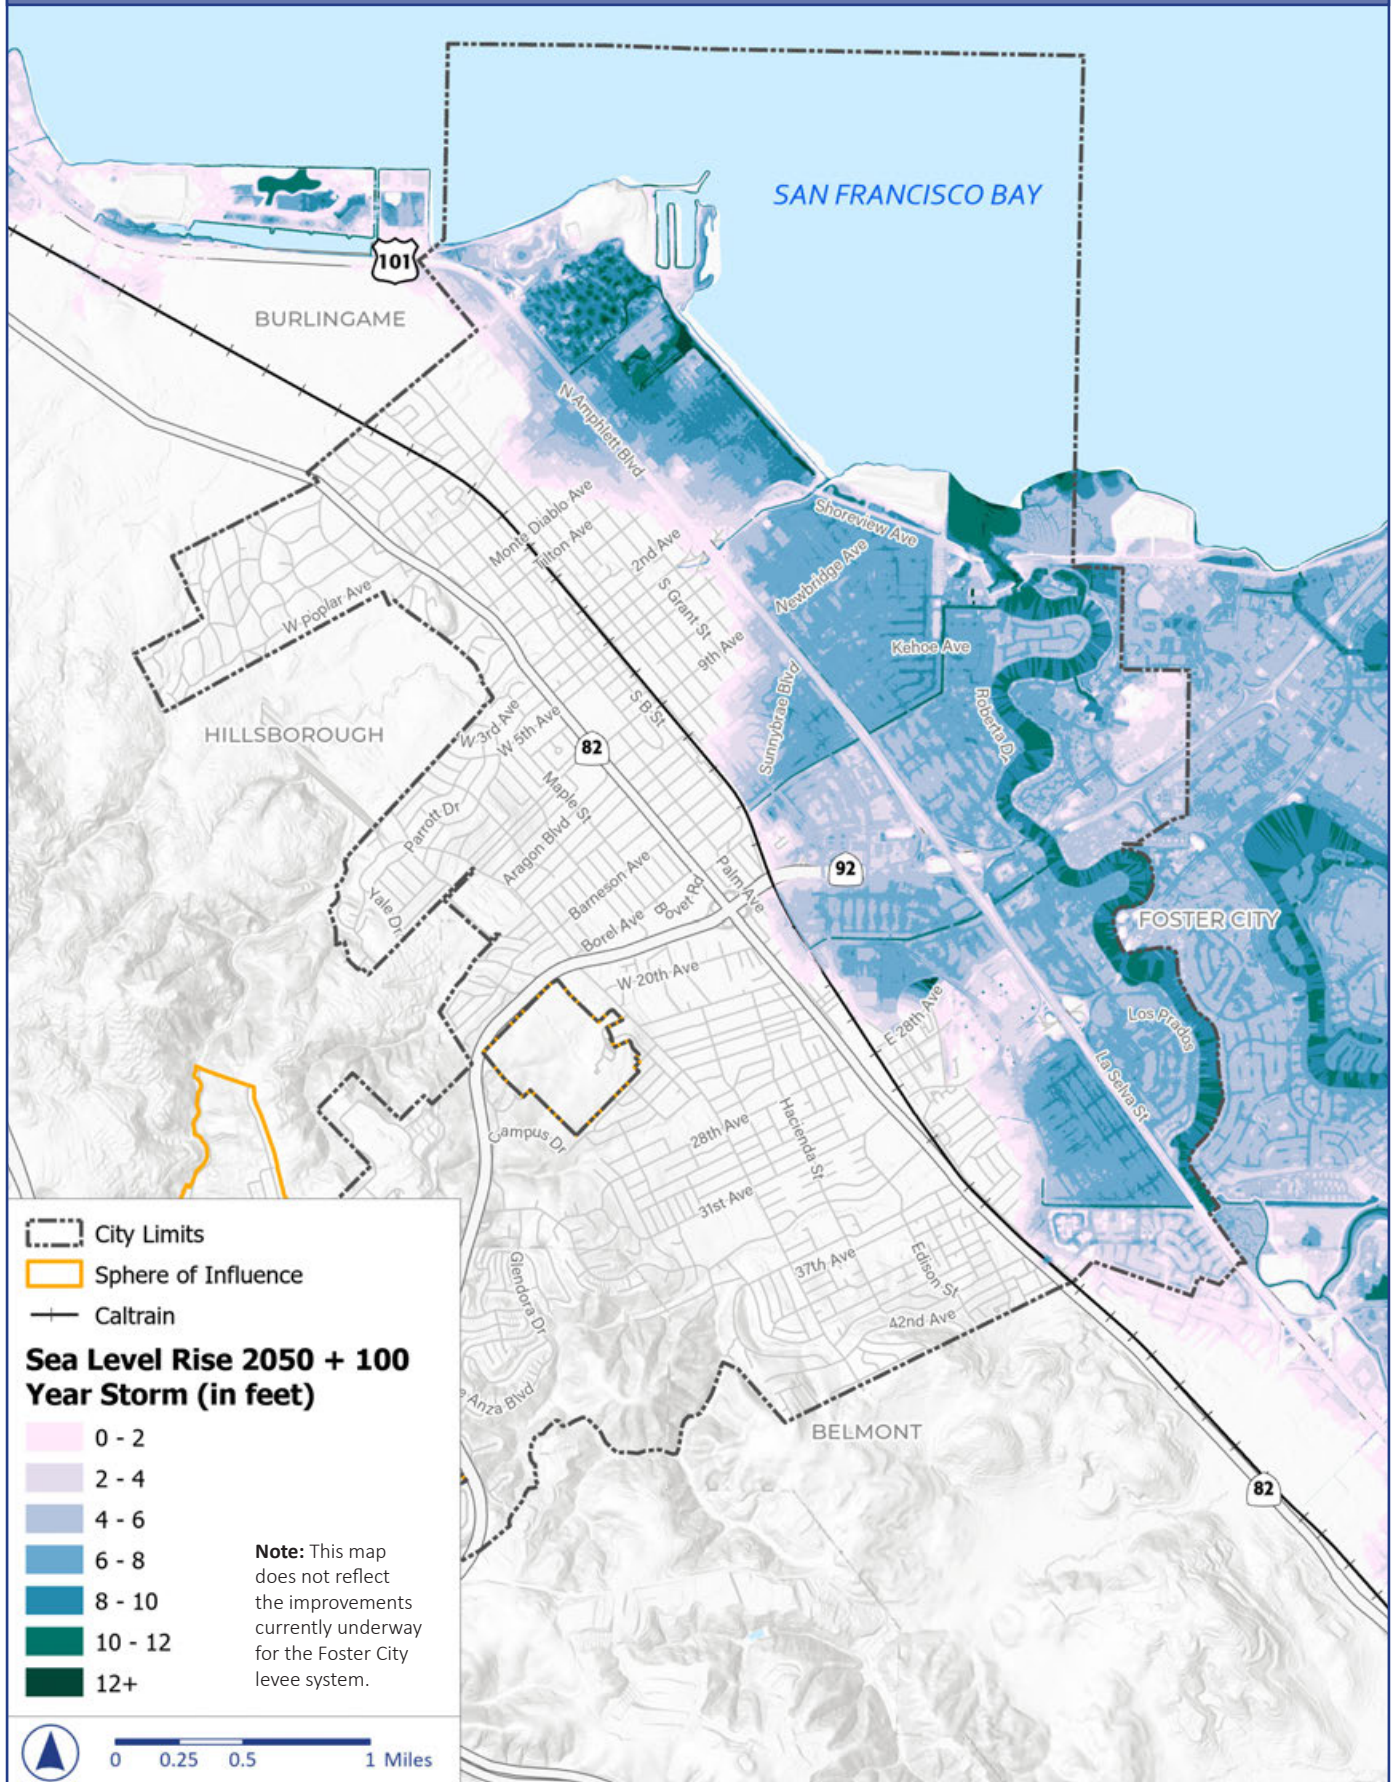 SAN FRANCISCO BAY
101
BURLINGAME
N Amphlett Blvd
Monte Diablo Ave
Tilton Ave
2nd Ave
Shoreview Ave
Newbridge Ave
S Grant St
W Poplar Ave
9th Ave
Kehoe Ave
Sunnybrae Blvd
Roberta Dr
S B St
W 3rd Ave
W 5th Ave
HILLSBOROUGH
82
Maple St
Parrott Dr
Aragon Blvd
Barneson Ave
Palm Ave
92
Bovet Rd
Yale Dr
Borel Ave
FOSTER CITY
W 20th Ave
E 28th Ave
Los Prados
La Selva St
Campus Dr
28th Ave
Hacienda St
31st Ave
37th Ave
Edison St
Glendora Dr
42nd Ave
e Anza Blvd
BELMONT
82
City Limits
Sphere of Influence
Caltrain
Sea Level Rise 2050 + 100
Year Storm (in feet)
0 - 2
2 - 4
4 - 6
6 - 8
8 - 10
10 - 12
12+
Note: This map
does not reflect
the improvements
currently underway
for the Foster City
levee system.
0 0.25 0.5 1 Miles